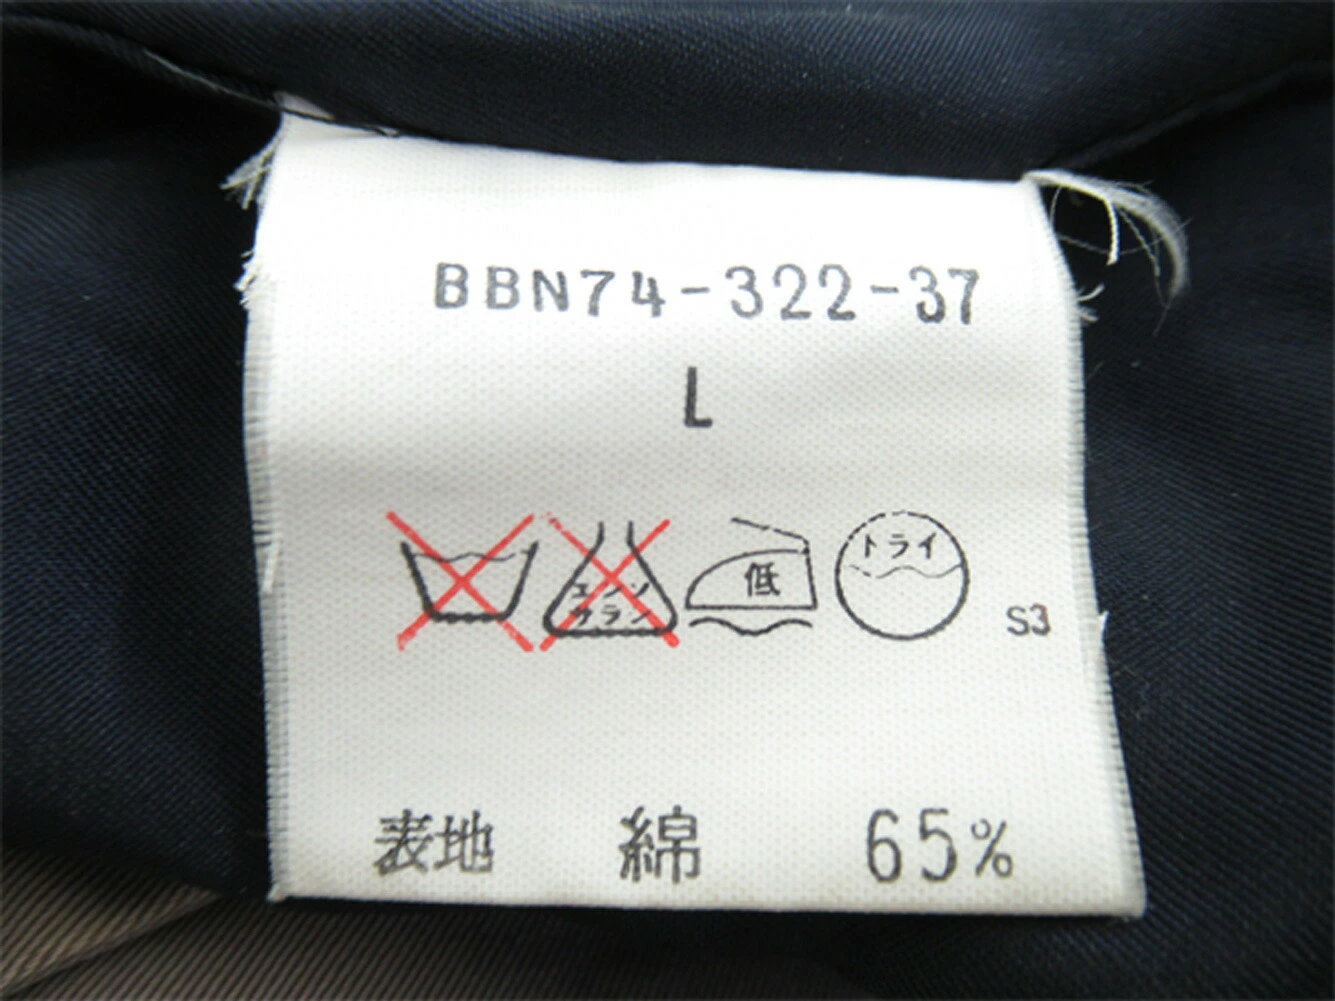 BBN74-322-37
L
エンソ
サラシ
低
ドライ
S3
表地 綿 65%